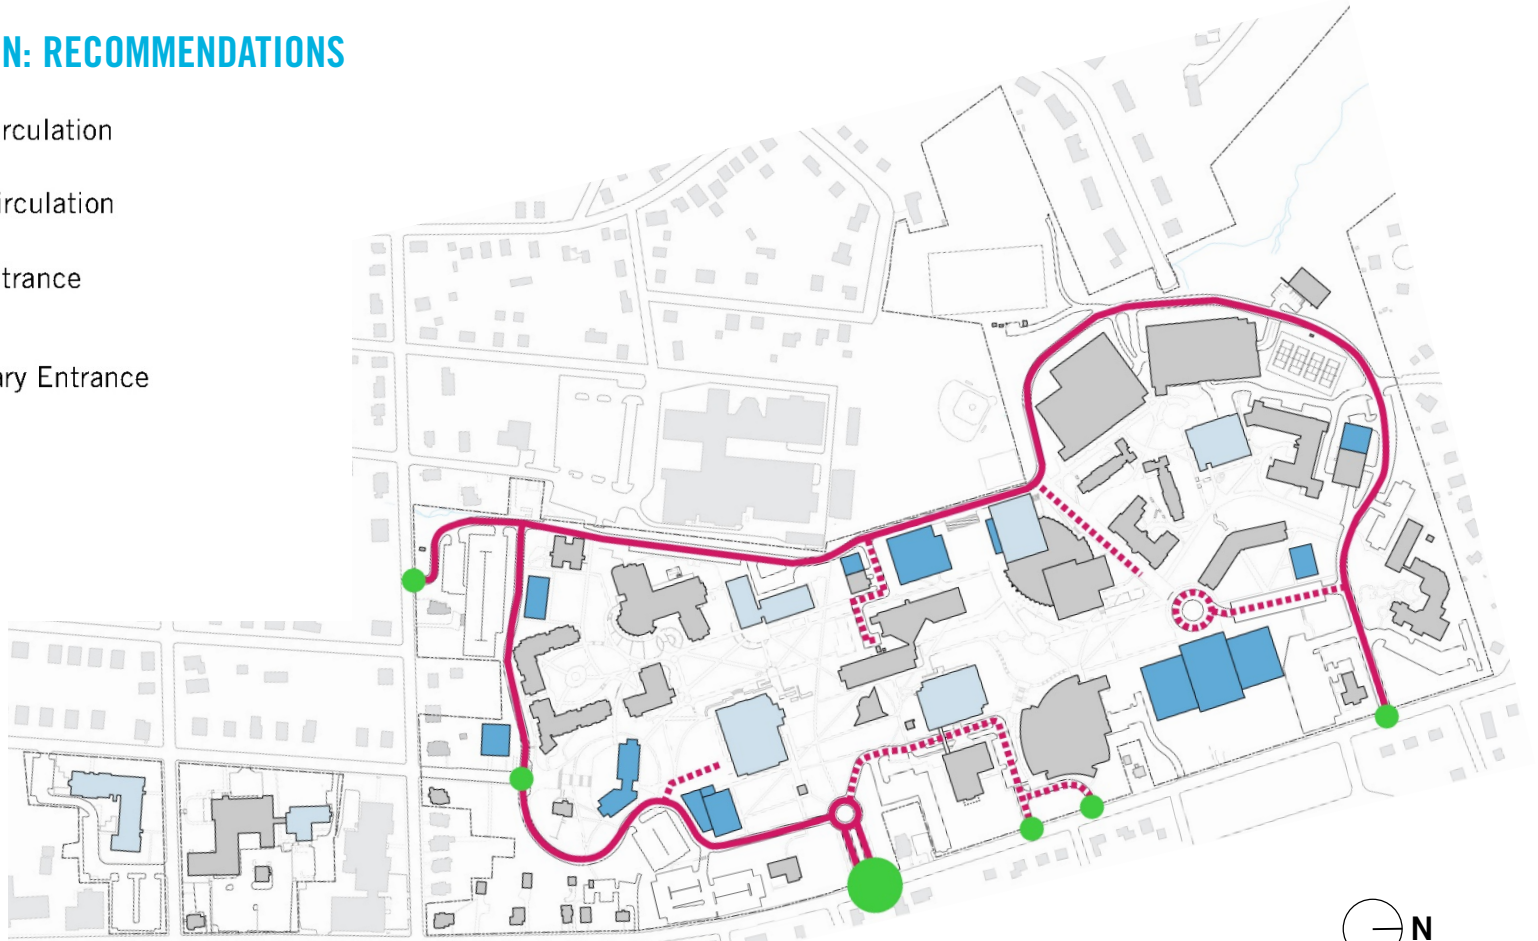 N: RECOMMENDATIONS
rculation
irculation
trance
ary Entrance
N